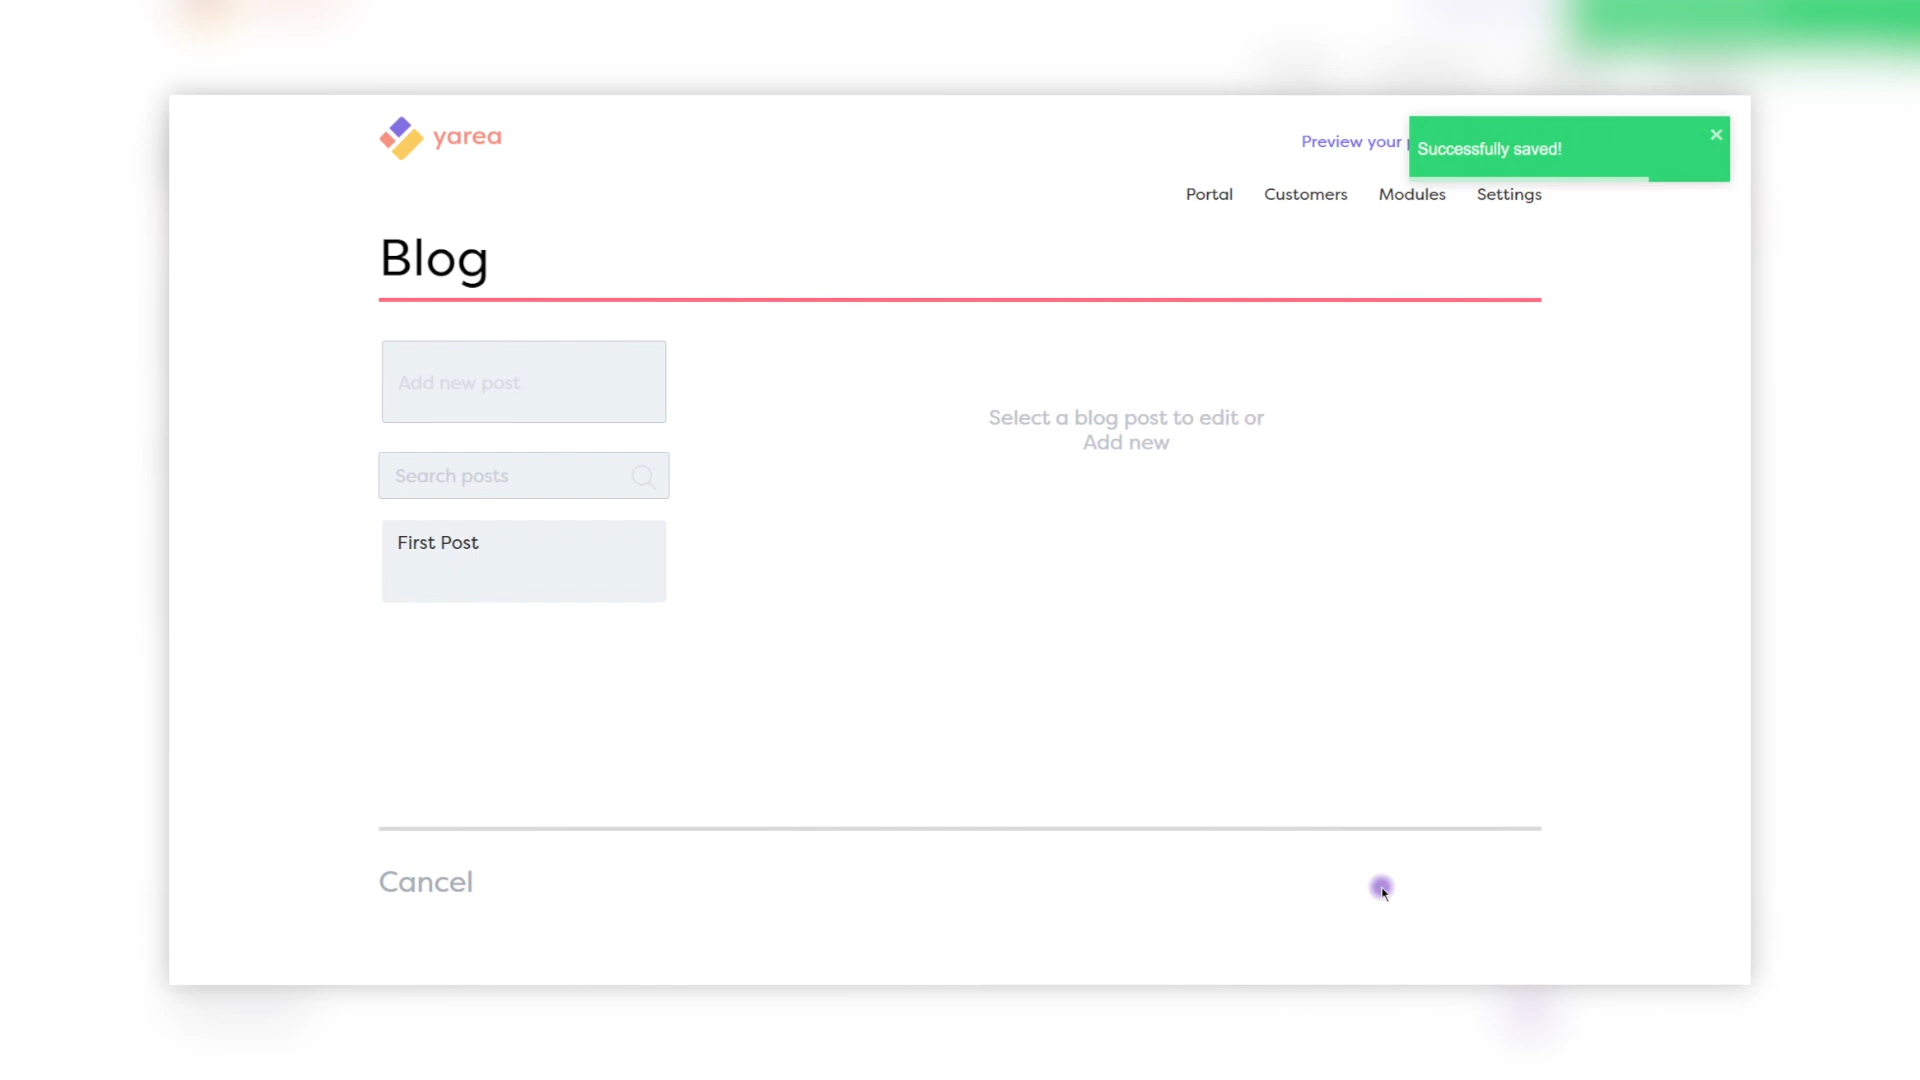 yarea
Preview your
Successfully saved!
Portal Customers Modules Settings
Blog
Add new post
Select a blog post to edit or
Add new
Search posts
First Post
Cancel